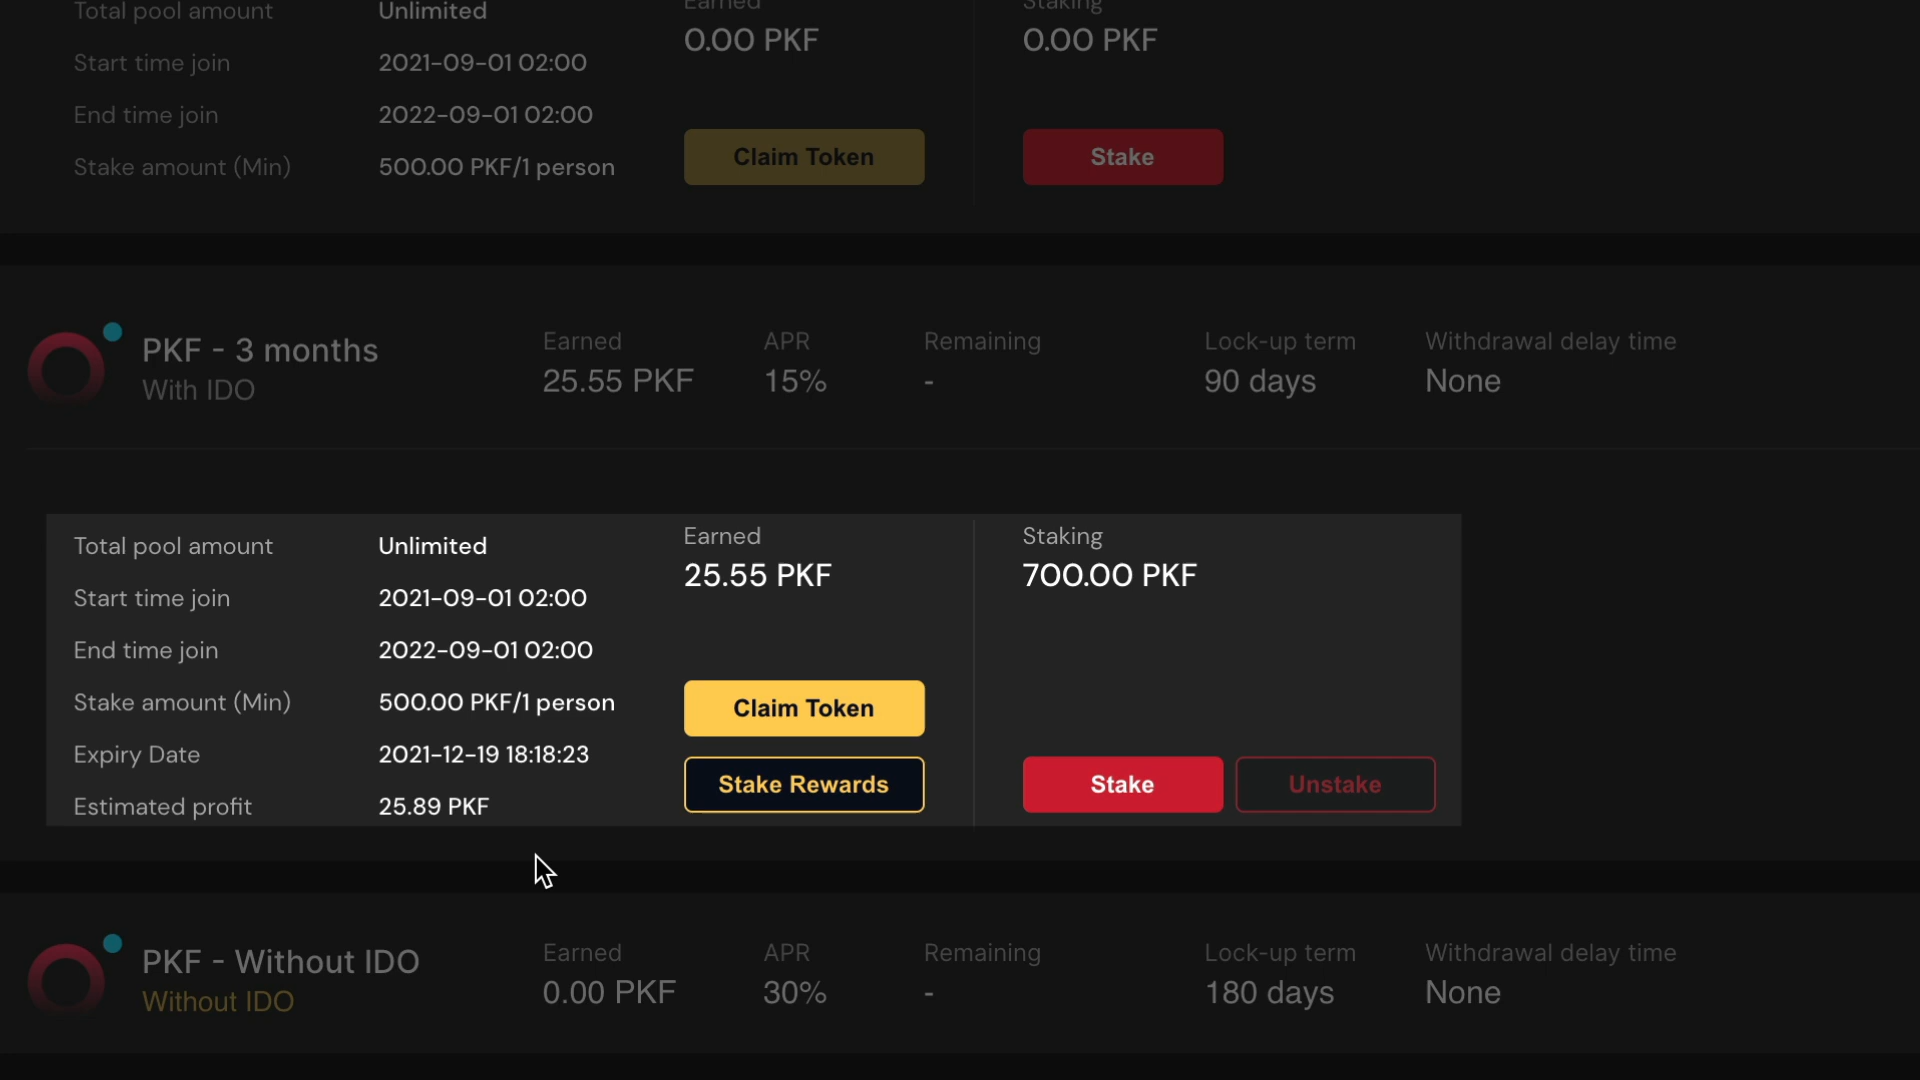 Total pool amount Unlimited Earned Staking
0.00 PKF 0.00 PKF
Start time join 2021-09-01 02:00
End time join 2022-09-01 02:00
Stake amount (Min) 500.00 PKF/1 person Claim Token Stake
PKF - 3 months Earned APR Remaining Lock-up term Withdrawal delay time
With IDO 25.55 PKF 15% - 90 days None
Total pool amount Unlimited Earned Staking
25.55 PKF 700.00 PKF
Start time join 2021-09-01 02:00
End time join 2022-09-01 02:00
Stake amount (Min) 500.00 PKF/1 person Claim Token
Expiry Date 2021-12-19 18:18:23
Stake Rewards Stake Unstake
Estimated profit 25.89 PKF
PKF - Without IDO Earned APR Remaining Lock-up term Withdrawal delay time
Without IDO 0.00 PKF 30% - 180 days None